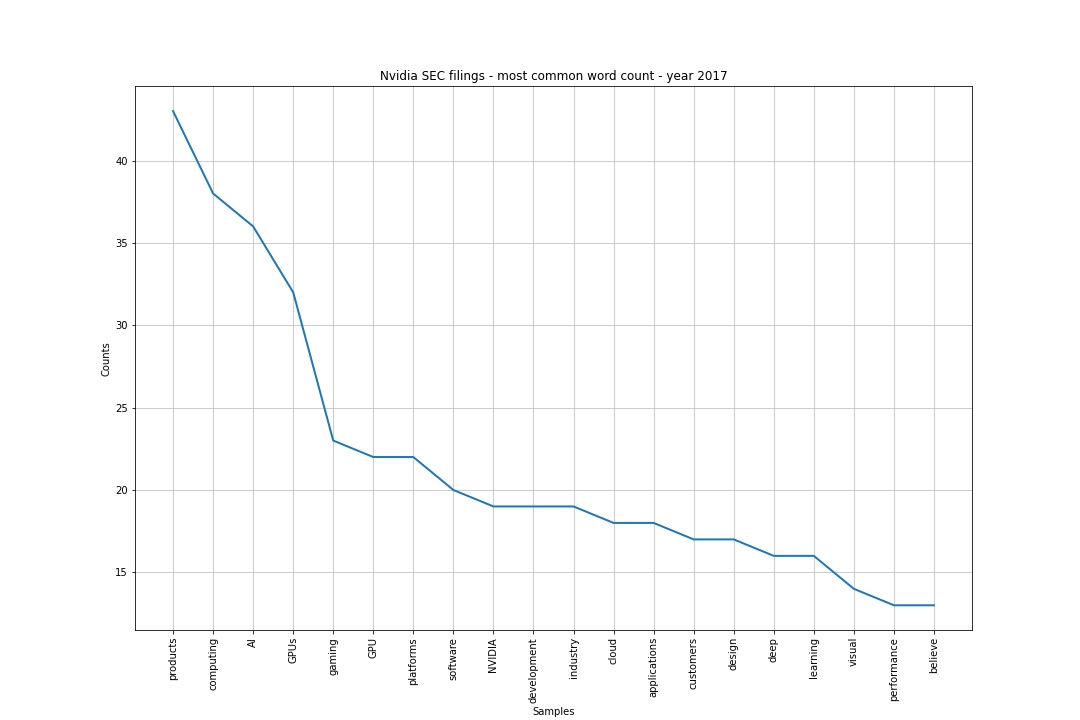 Nvidia SEC filings - most common word count - year 2017
40
35
30
25
20
15
Counts
products
computing
AI
GPUs
gaming
GPU
platforms
software
NVIDIA
development
industry
cloud
applications
customers
design
deep
learning
visual
performance
believe
Samples